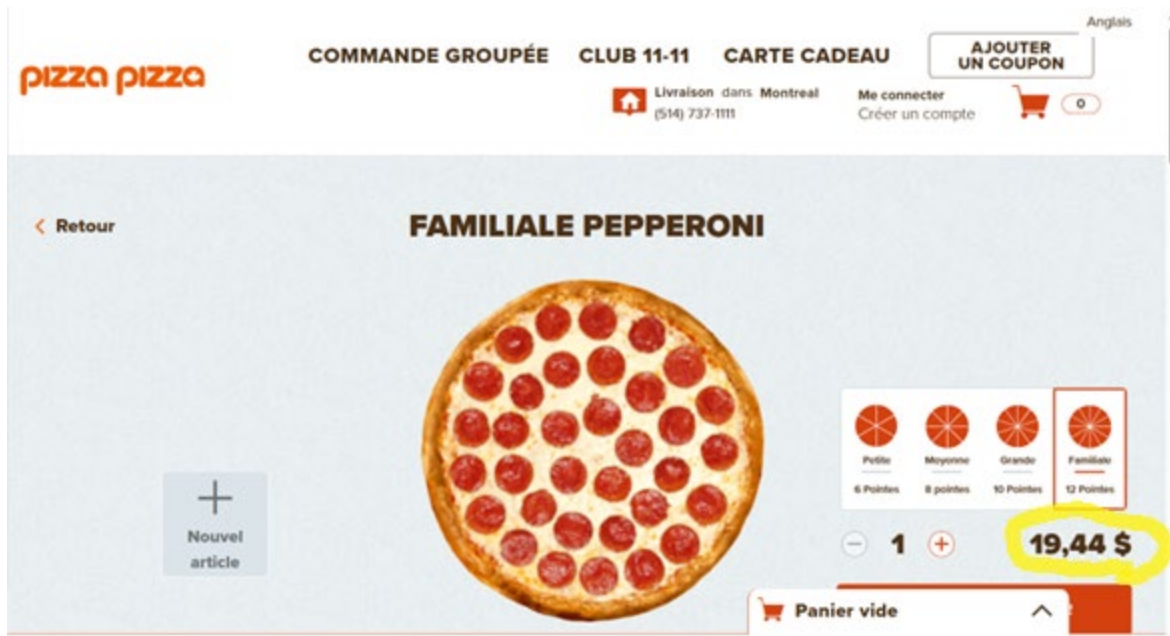 Anglais
pizza pizza
COMMANDE GROUPÉE CLUB 11-11 CARTE CADEAU
AJOUTER
UN COUPON
Livraison dans Montreal
(514) 737-1111
Me connecter
Créer un compte
0
< Retour
FAMILIALE PEPPERONI
+
Nouvel
article
Petite Moyenne Grande Familiale
6 Pointes 8 pointes 10 Pointes 12 Pointes
− 1 + 19,44 $
Panier vide